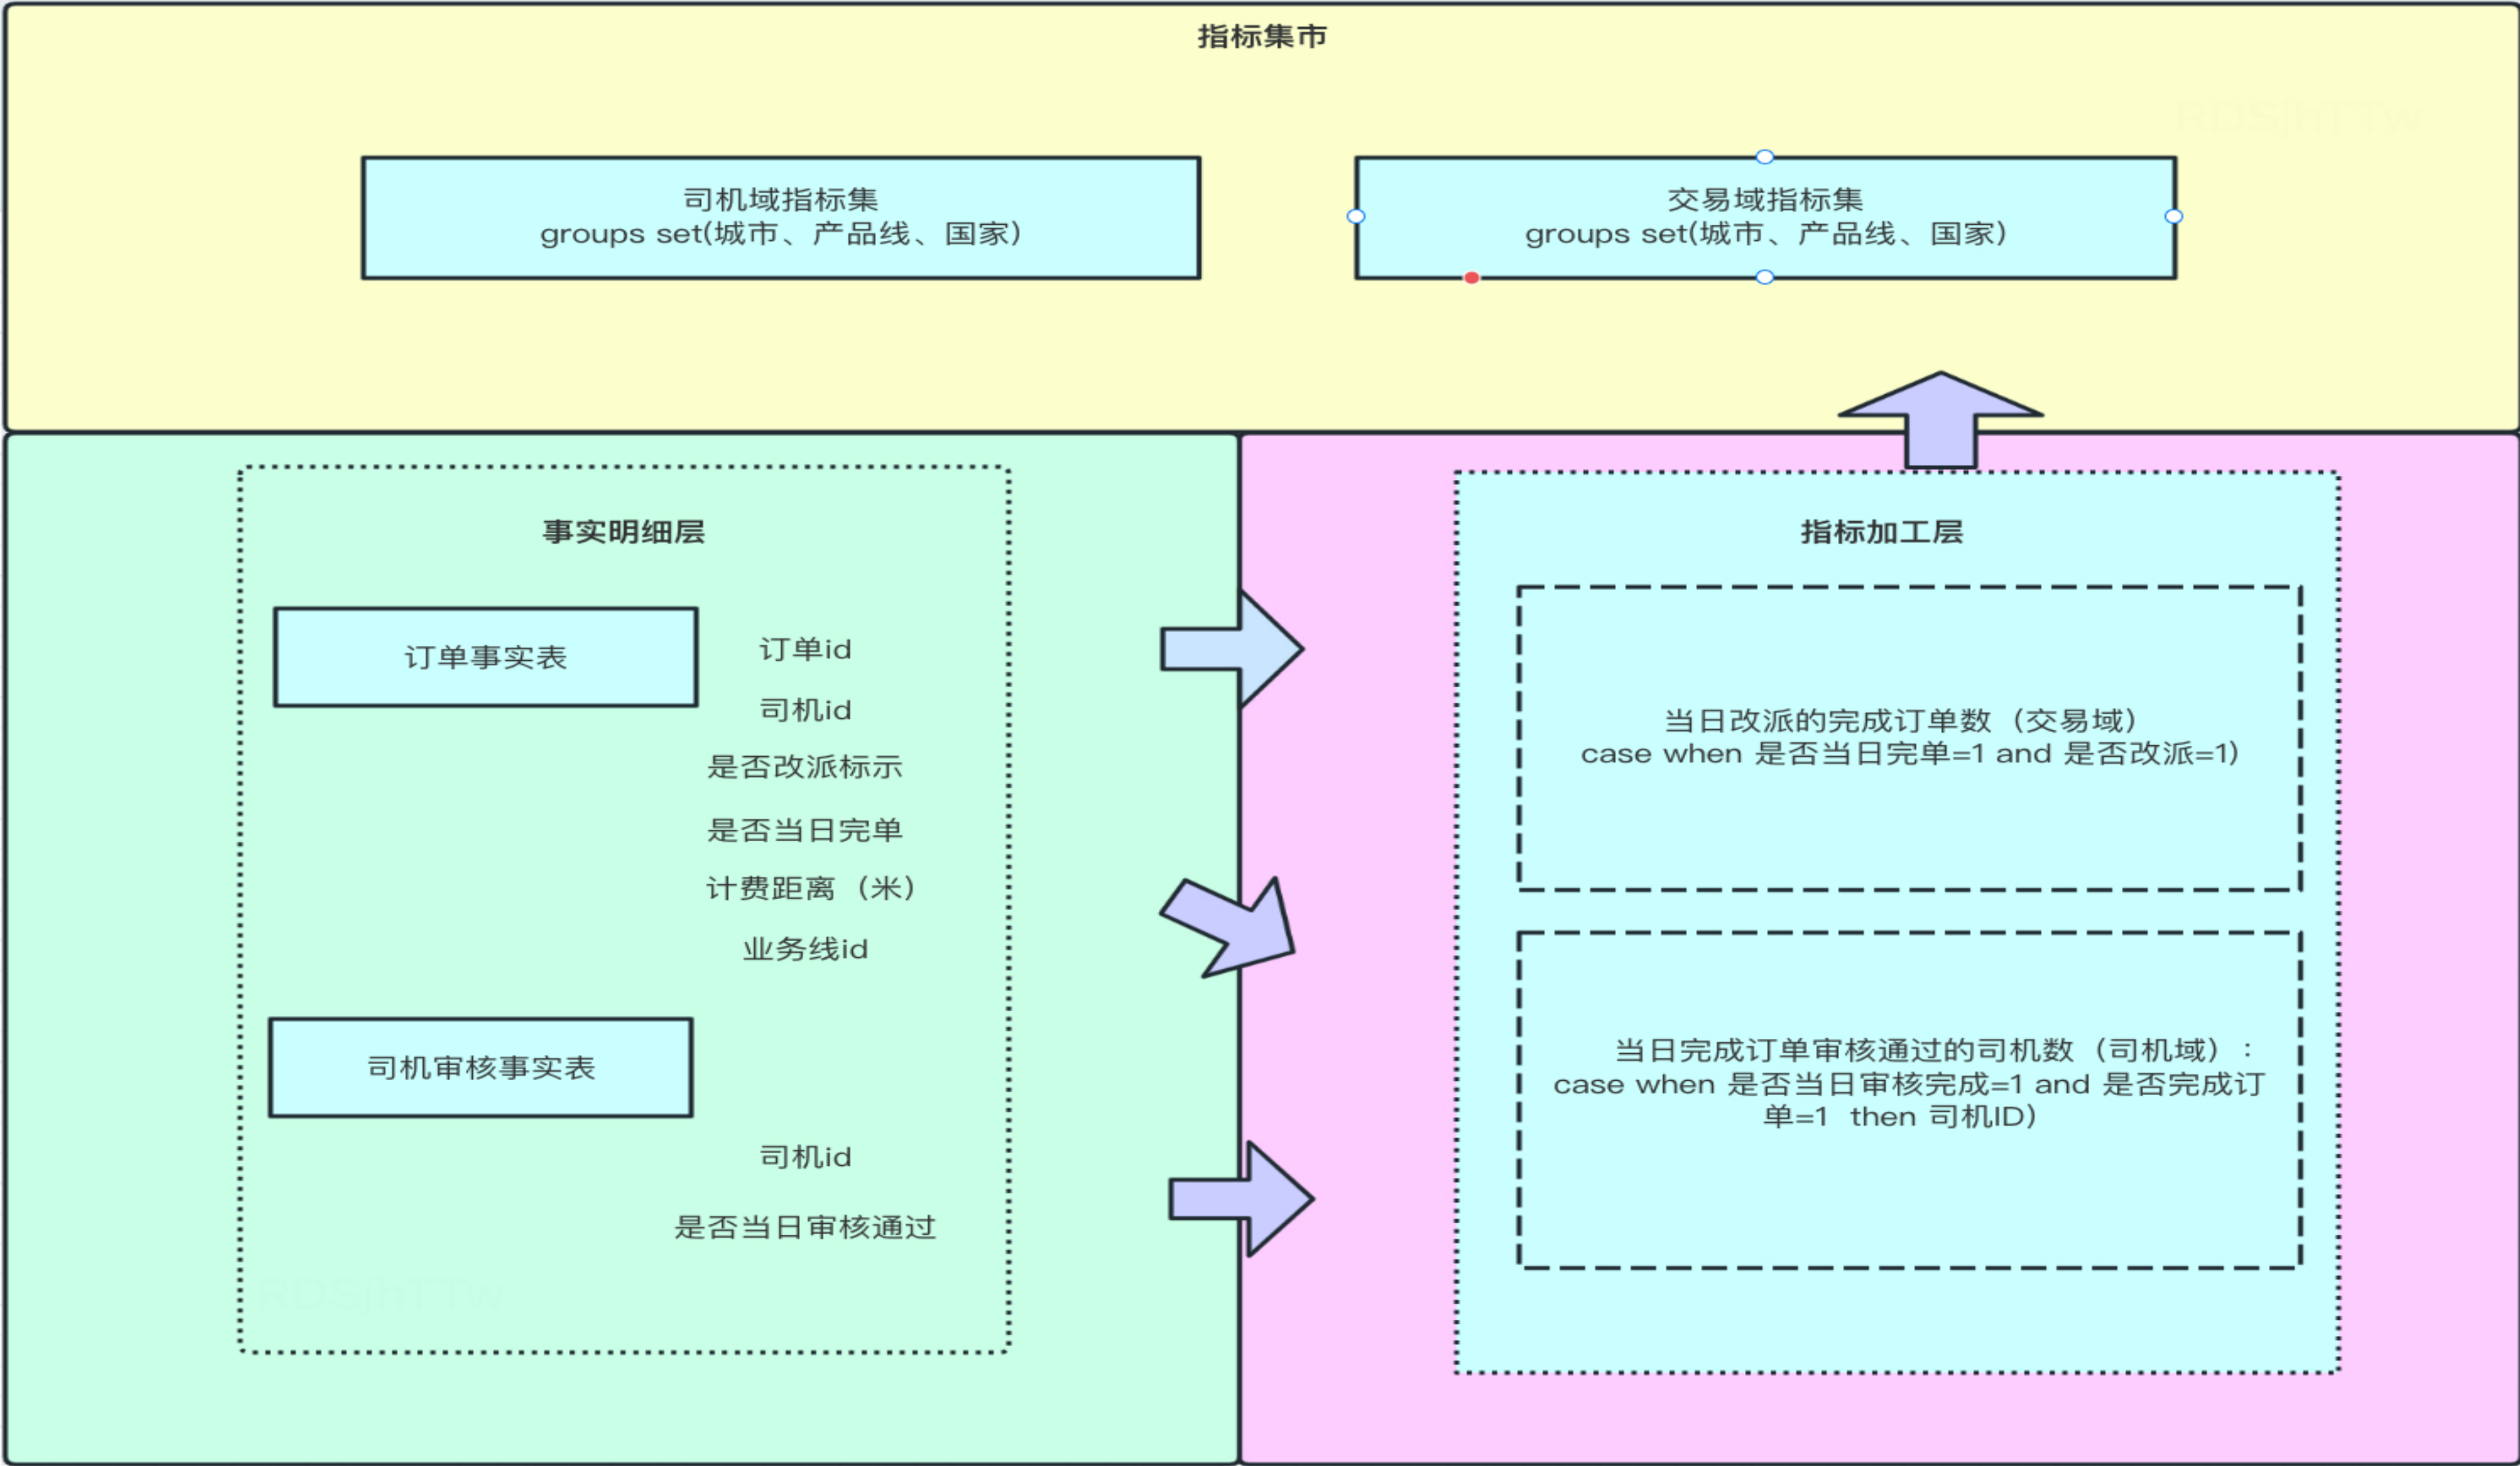 指标集市
司机域指标集
groups set(城市、产品线、国家)
交易域指标集
groups set(城市、产品线、国家)
事实明细层
订单事实表
订单id
司机id
是否改派标示
是否当日完单
计费距离（米）
业务线id
司机审核事实表
司机id
是否当日审核通过
指标加工层
当日改派的完成订单数（交易域）
case when 是否当日完单=1 and 是否改派=1)
当日完成订单审核通过的司机数（司机域）:
case when 是否当日审核完成=1 and 是否完成订
单=1 then 司机ID)
RDSjhTTw
RDSjhTTw